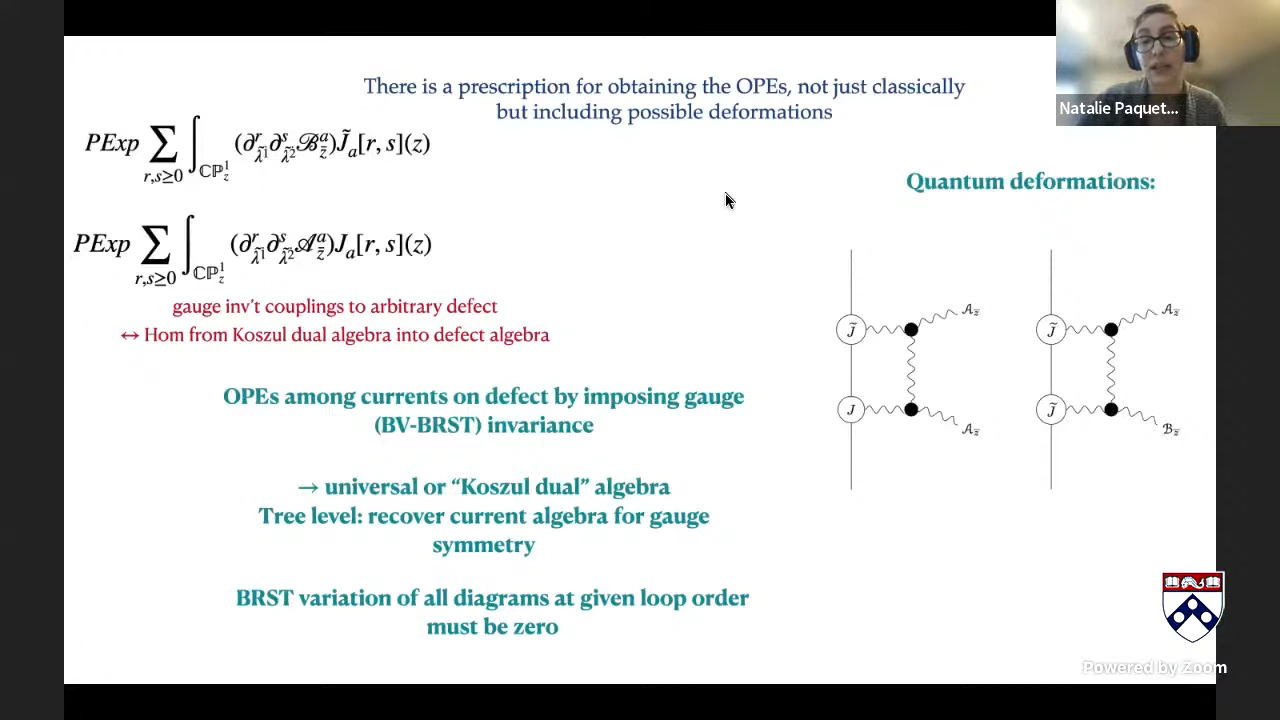 There is a prescription for obtaining the OPEs, not just classically
but including possible deformations
Natalie Paquet...
PExp ∑_{r,s≥0} ∫_{ℂℙ¹_z} (∂^r_{λ̃¹} ∂^s_{λ̃²} ℬ^a_{z̄}) J̃_a[r, s](z)
Quantum deformations:
PExp ∑_{r,s≥0} ∫_{ℂℙ¹_z} (∂^r_{λ̃¹} ∂^s_{λ̃²} 𝒜^a_{z̄}) J_a[r, s](z)
gauge inv't couplings to arbitrary defect
↔ Hom from Koszul dual algebra into defect algebra
OPEs among currents on defect by imposing gauge
(BV-BRST) invariance
→ universal or “Koszul dual” algebra
Tree level: recover current algebra for gauge
symmetry
BRST variation of all diagrams at given loop order
must be zero
J̃ 𝒜_{z̄} J̃ 𝒜_{z̄}
J 𝒜_{z̄} J̃ ℬ_{z̄}
Powered by Zoom